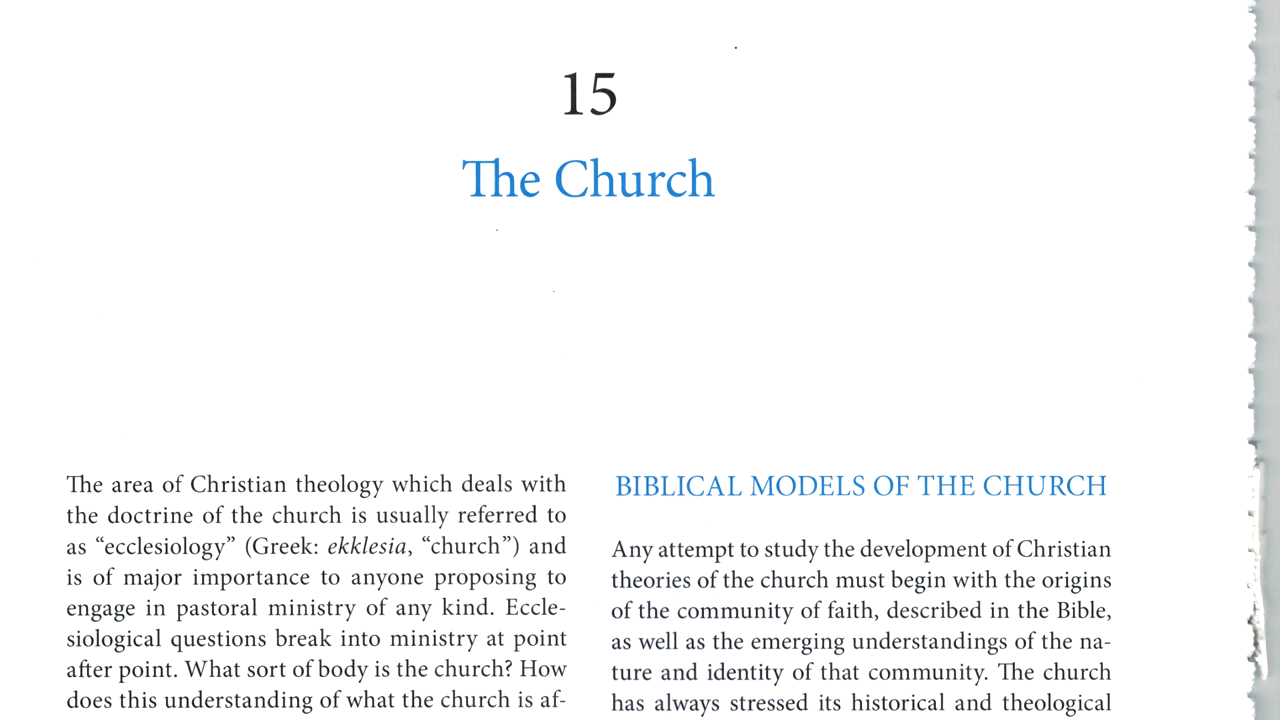 15
The Church
The area of Christian theology which deals with
the doctrine of the church is usually referred to
as “ecclesiology” (Greek: ekklesia, “church”) and
is of major importance to anyone proposing to
engage in pastoral ministry of any kind. Eccle-
siological questions break into ministry at point
after point. What sort of body is the church? How
does this understanding of what the church is af-
BIBLICAL MODELS OF THE CHURCH
Any attempt to study the development of Christian
theories of the church must begin with the origins
of the community of faith, described in the Bible,
as well as the emerging understandings of the na-
ture and identity of that community. The church
has always stressed its historical and theological